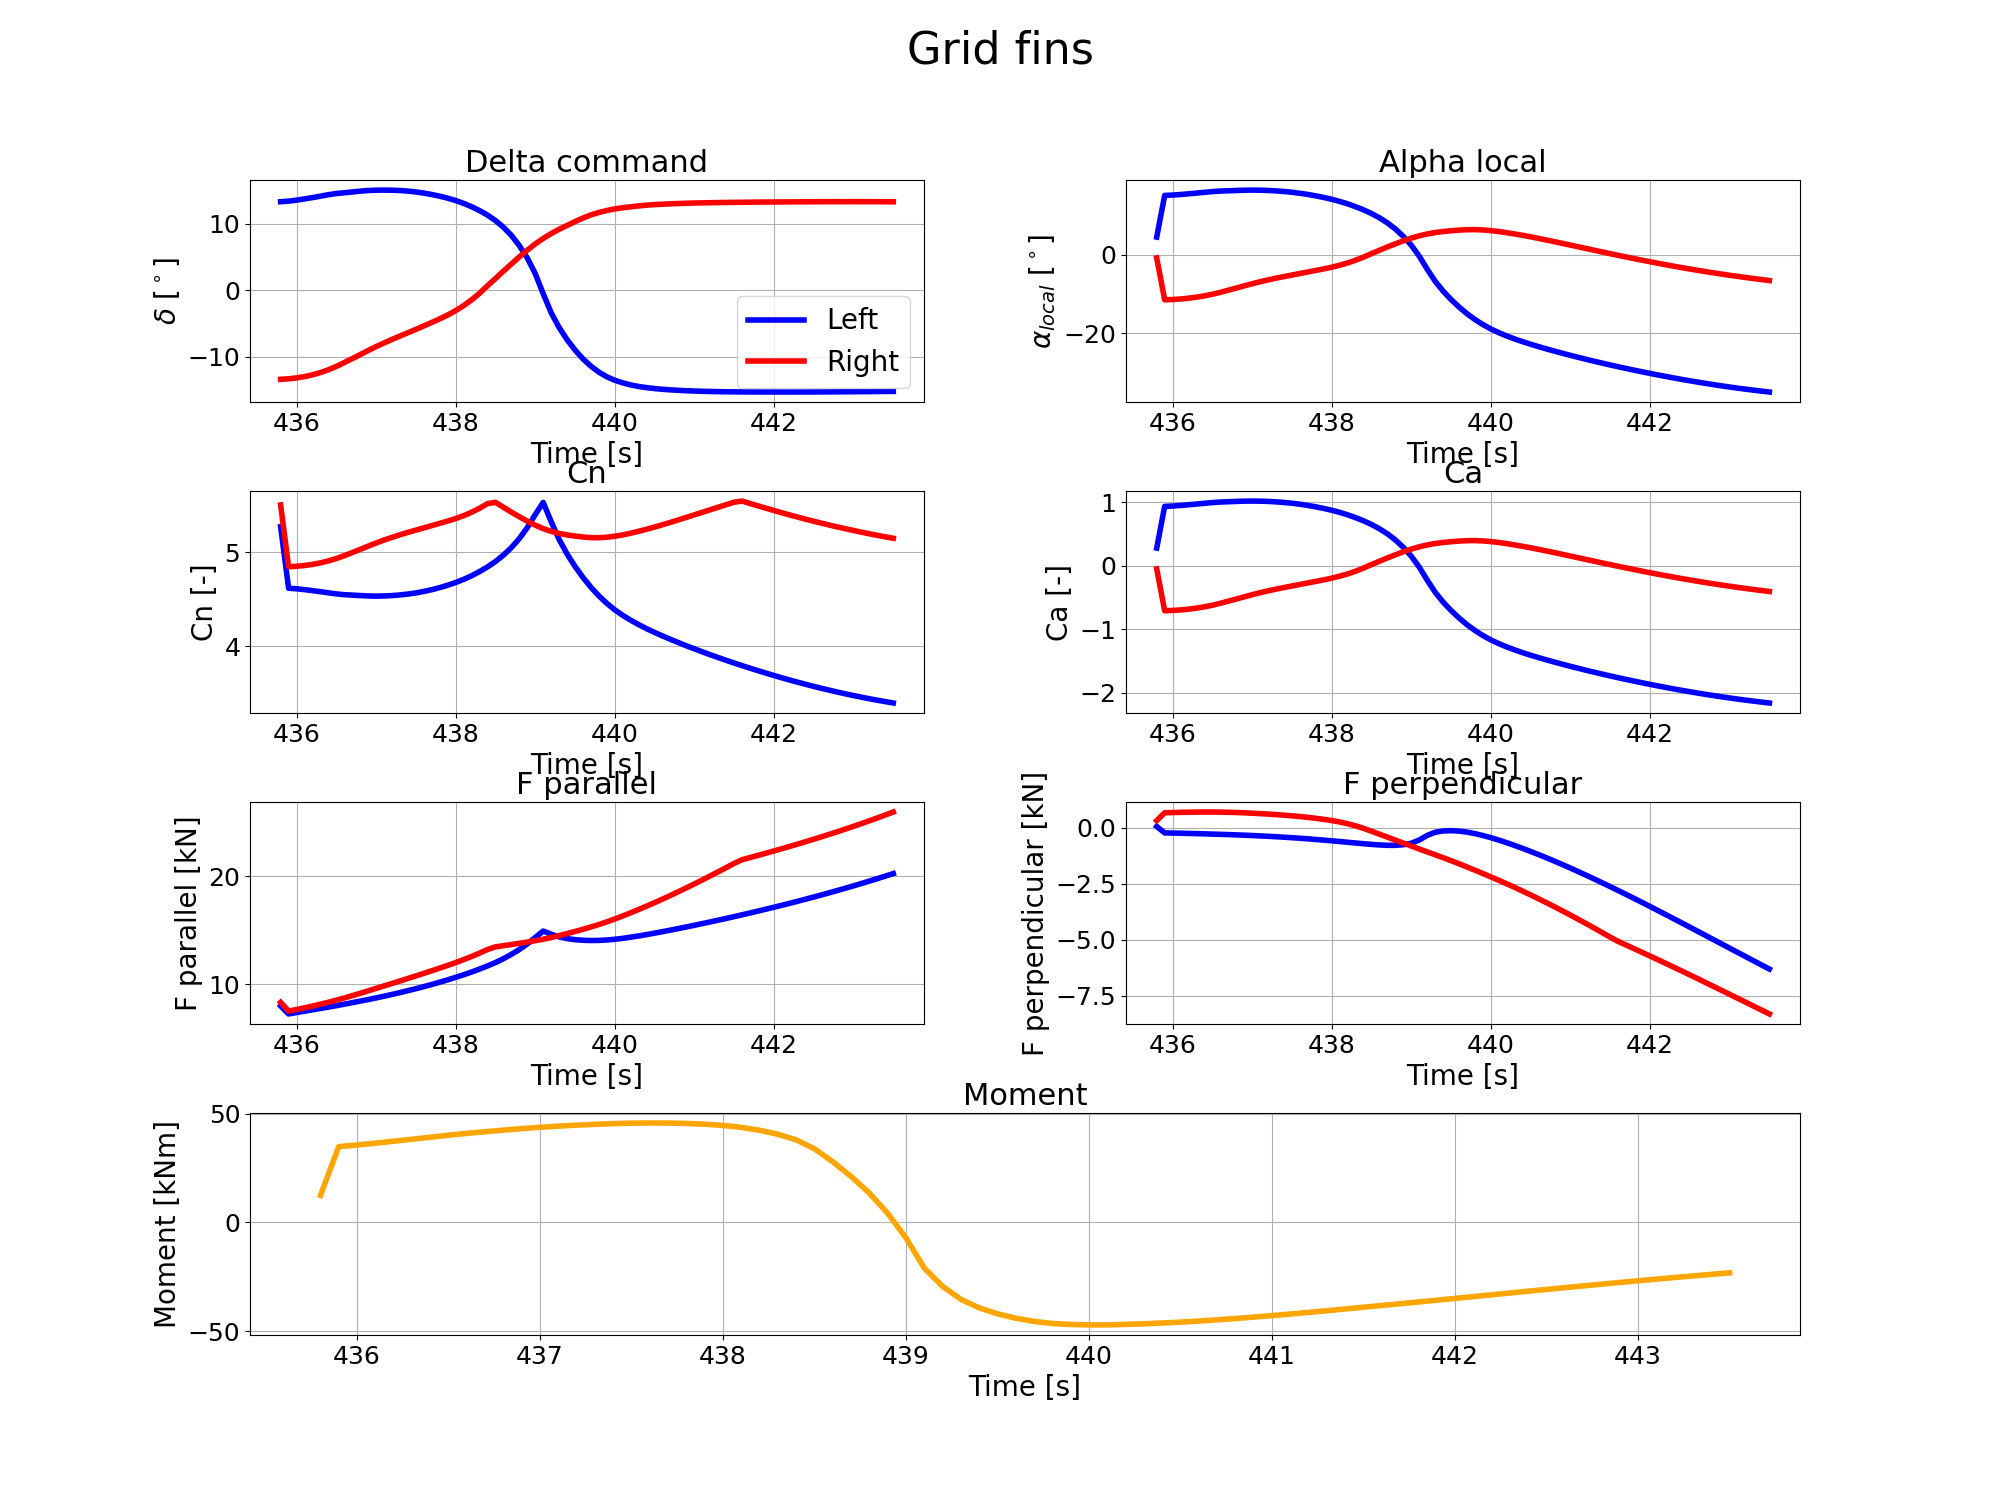 Grid fins
Delta command
δ [°]
10
0
−10
Left
Right
436 438 440 442
Time [s]
Alpha local
α_local [°]
0
−20
436 438 440 442
Time [s]
Cn
Cn [-]
5
4
436 438 440 442
Time [s]
Ca
Ca [-]
1
0
−1
−2
436 438 440 442
Time [s]
F parallel
F parallel [kN]
20
10
436 438 440 442
Time [s]
F perpendicular
F perpendicular [kN]
0.0
−2.5
−5.0
−7.5
436 438 440 442
Time [s]
Moment
Moment [kNm]
50
0
−50
436 437 438 439 440 441 442 443
Time [s]